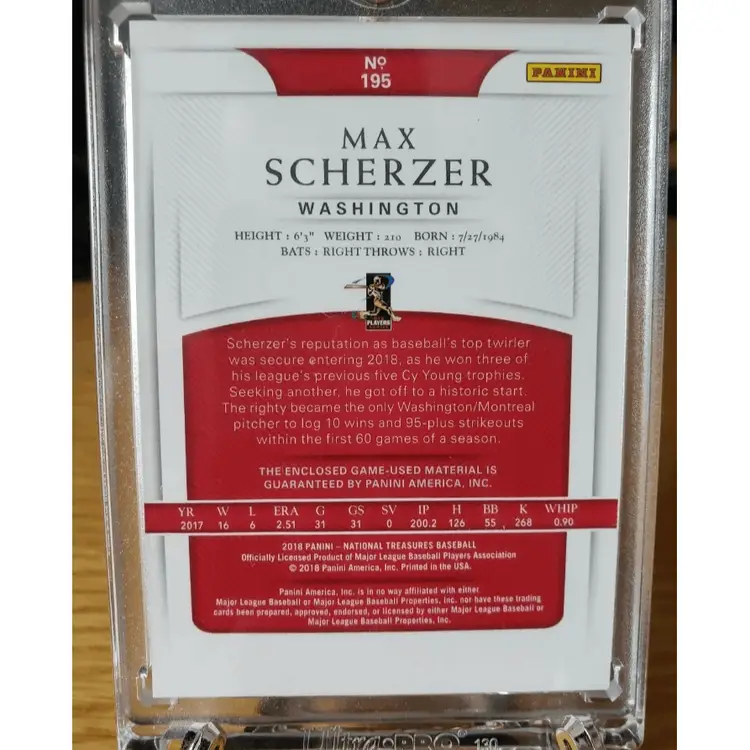 Nº
195
PANINI
MAX
SCHERZER
WASHINGTON
HEIGHT : 6'3" WEIGHT : 210 BORN : 7/27/1984
BATS : RIGHT THROWS : RIGHT
PLAYERS
Scherzer's reputation as baseball's top twirler
was secure entering 2018, as he won three of
his league's previous five Cy Young trophies.
Seeking another, he got off to a historic start.
The righty became the only Washington/Montreal
pitcher to log 10 wins and 95-plus strikeouts
within the first 60 games of a season.
THE ENCLOSED GAME-USED MATERIAL IS
GUARANTEED BY PANINI AMERICA, INC.
YR W L ERA G GS SV IP H BB K WHIP
2017 16 6 2.51 31 31 0 200.2 126 55 268 0.90
2018 PANINI – NATIONAL TREASURES BASEBALL
Officially Licensed Product of Major League Baseball Players Association
© 2018 Panini America, Inc. Printed in the USA.
Panini America, Inc. is in no way affiliated with either
Major League Baseball or Major League Baseball Properties, Inc. nor have these trading
cards been prepared, approved, endorsed, or licensed by either Major League Baseball or
Major League Baseball Properties, Inc.
Ultra·PRO 130